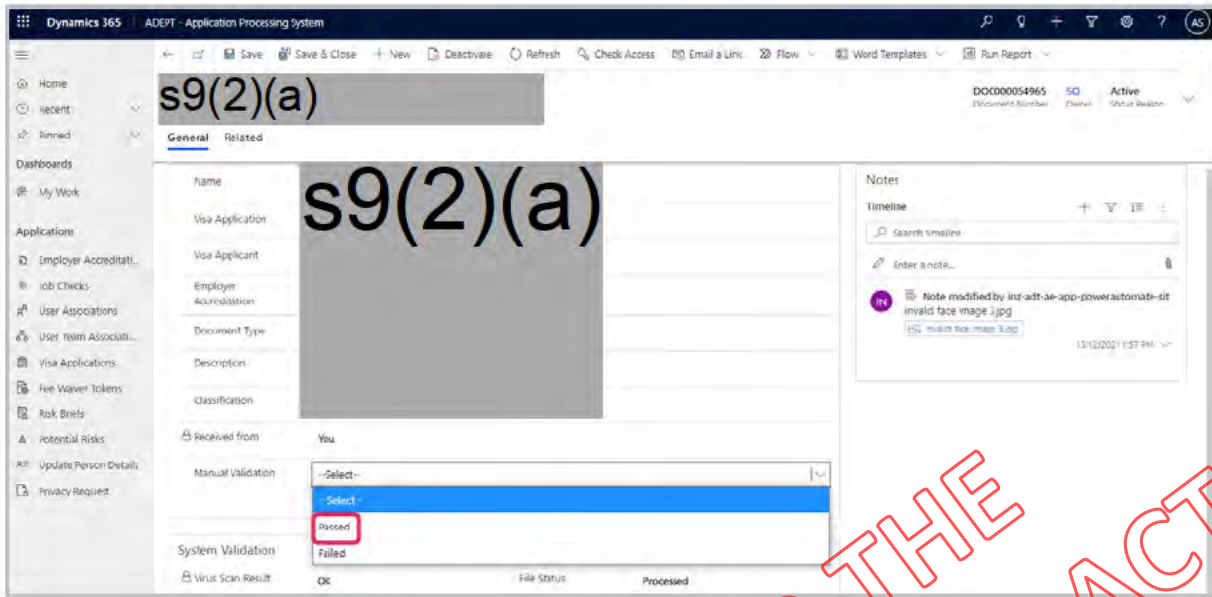 Dynamics 365 ADEPT - Application Processing System AS
Save Save & Close New Deactivate Refresh Check Access Email a Link Flow Word Templates Run Report
s9(2)(a)
DOC000054965 SO Active
Document Number Owner Status Reason
General Related
Home
Recent
Pinned
Dashboards
My Work
Applications
Employer Accreditati...
Job Checks
User Associations
User Team Associati...
Visa Applications
Fee Waiver Tokens
Risk Briefs
Potential Risks
Update Person Details
Privacy Request
s9(2)(a)
Name
Visa Application
Visa Applicant
Employer
Accreditation
Document Type
Description
Classification
Received from You
Manual Validation --Select--
--Select--
Passed
Failed
System Validation
Virus Scan Result OK File Status Processed
Notes
Timeline
Search timeline
Enter a note...
IN Note modified by inz-adt-ae-app-powerautomate-sit
invalid face image 3.jpg
invalid face image 3.jpg
13/12/2021 1:57 PM
THE
ACT